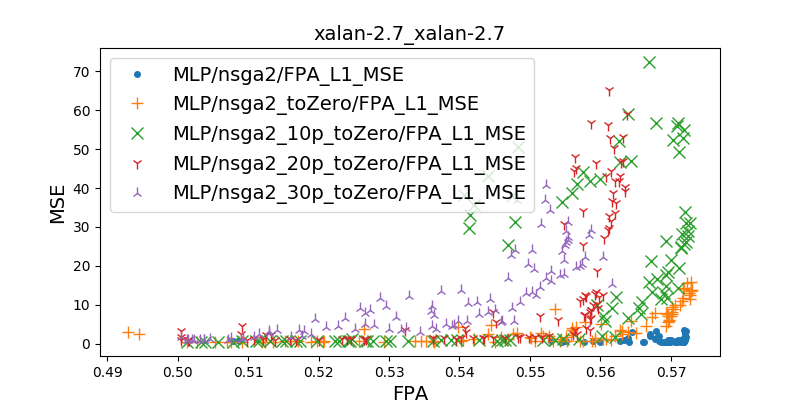 xalan-2.7_xalan-2.7
MLP/nsga2/FPA_L1_MSE
MLP/nsga2_toZero/FPA_L1_MSE
MLP/nsga2_10p_toZero/FPA_L1_MSE
MLP/nsga2_20p_toZero/FPA_L1_MSE
MLP/nsga2_30p_toZero/FPA_L1_MSE
MSE
70
60
50
40
30
20
10
0
0.49 0.50 0.51 0.52 0.53 0.54 0.55 0.56 0.57
FPA